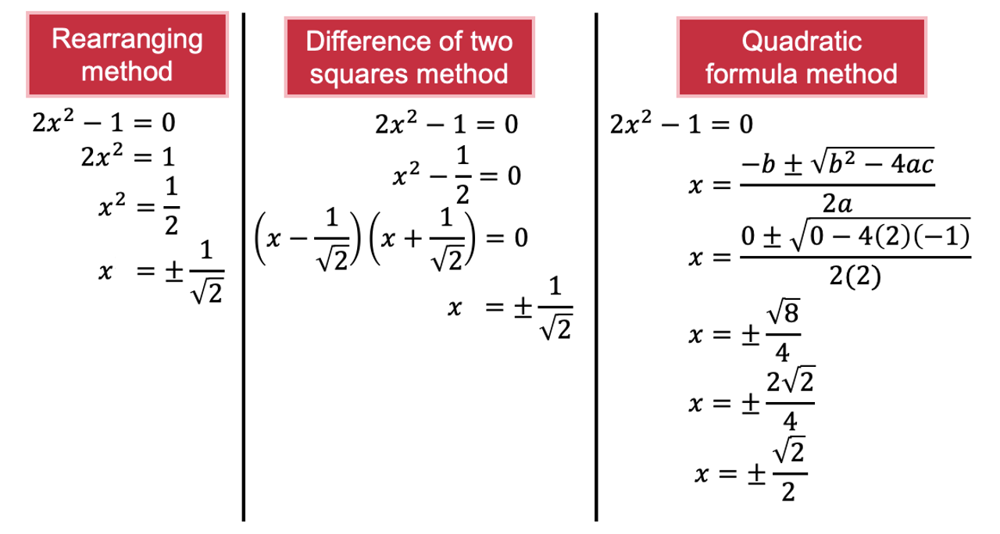 Rearranging
method
2x² − 1 = 0
2x² = 1
x² = 1/2
x = ±1/√2
Difference of two
squares method
2x² − 1 = 0
x² − 1/2 = 0
(x − 1/√2)(x + 1/√2) = 0
x = ±1/√2
Quadratic
formula method
2x² − 1 = 0
x = (−b ± √(b² − 4ac))/(2a)
x = (0 ± √(0 − 4(2)(−1)))/(2(2))
x = ±√8/4
x = ±2√2/4
x = ±√2/2